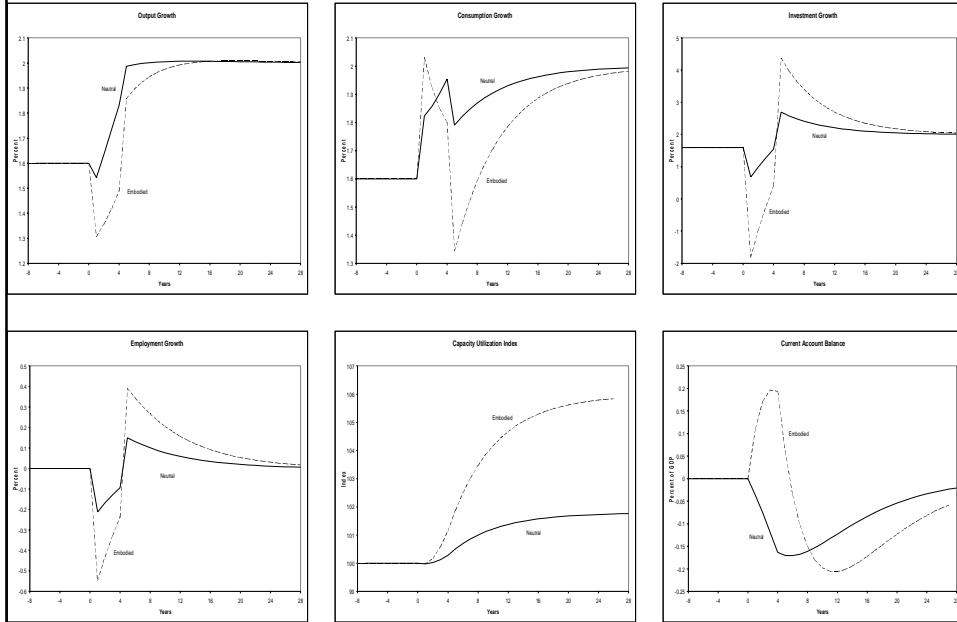 Output Growth
2.1
2
1.9
1.8
1.7
1.6
1.5
1.4
1.3
1.2
Percent
Neutral
Embodied
-8 -4 0 4 8 12 16 20 24 28
Years
Consumption Growth
2.1
2
1.9
1.8
1.7
1.6
1.5
1.4
1.3
Percent
Neutral
Embodied
-8 -4 0 4 8 12 16 20 24 28
Years
Investment Growth
5
4
3
2
1
0
-1
-2
Percent
Neutral
Embodied
-8 -4 0 4 8 12 16 20 24 28
Years
Employment Growth
0.5
0.4
0.3
0.2
0.1
0
-0.1
-0.2
-0.3
-0.4
-0.5
-0.6
Percent
Neutral
Embodied
-8 -4 0 4 8 12 16 20 24 28
Years
Capacity Utilization Index
107
106
105
104
103
102
101
100
99
Index
Embodied
Neutral
-8 -4 0 4 8 12 16 20 24 28
Years
Current Account Balance
0.25
0.2
0.15
0.1
0.05
0
-0.05
-0.1
-0.15
-0.2
-0.25
Percent of GDP
Embodied
Neutral
-8 -4 0 4 8 12 16 20 24 28
Years